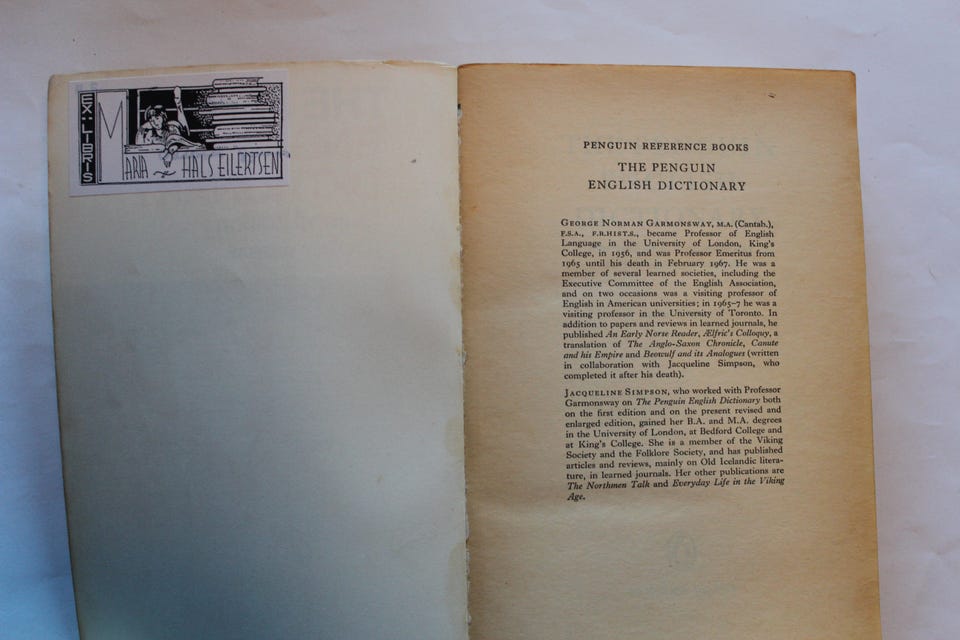 EX·LIBRIS
MARIA ~ HALS EILERTSEN
PENGUIN REFERENCE BOOKS
THE PENGUIN
ENGLISH DICTIONARY
GEORGE NORMAN GARMONSWAY, M.A. (Cantab.),
F.S.A., F.R.HIST.S., became Professor of English
Language in the University of London, King's
College, in 1956, and was Professor Emeritus from
1965 until his death in February 1967. He was a
member of several learned societies, including the
Executive Committee of the English Association,
and on two occasions was a visiting professor of
English in American universities; in 1965–7 he was a
visiting professor in the University of Toronto. In
addition to papers and reviews in learned journals, he
published An Early Norse Reader, Ælfric's Colloquy, a
translation of The Anglo-Saxon Chronicle, Canute
and his Empire and Beowulf and its Analogues (written
in collaboration with Jacqueline Simpson, who
completed it after his death).
JACQUELINE SIMPSON, who worked with Professor
Garmonsway on The Penguin English Dictionary both
on the first edition and on the present revised and
enlarged edition, gained her B.A. and M.A. degrees
in the University of London, at Bedford College and
at King's College. She is a member of the Viking
Society and the Folklore Society, and has published
articles and reviews, mainly on Old Icelandic litera-
ture, in learned journals. Her other publications are
The Northmen Talk and Everyday Life in the Viking
Age.